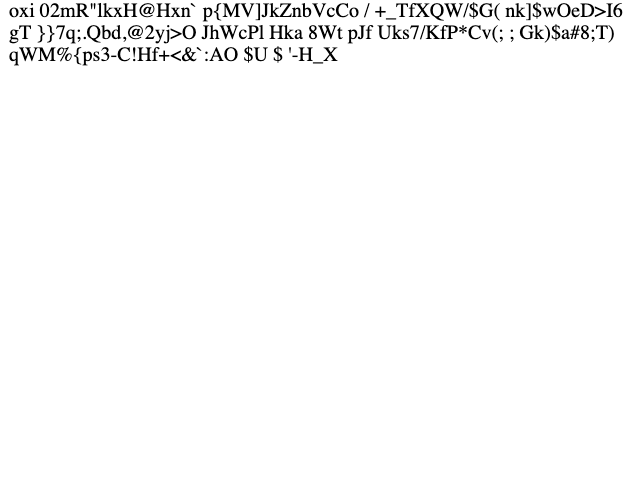 oxi 02mR"lkxH@Hxn` p{MV]JkZnbVcCo / +_TfXQW/$G( nk]$wOeD>I6
gT }}7q;.Qbd,@2yj>O JhWcPl Hka 8Wt pJf Uks7/KfP*Cv(; ; Gk)$a#8;T)
qWM%{ps3-C!Hf+<&`:AO $U $ '-H_X